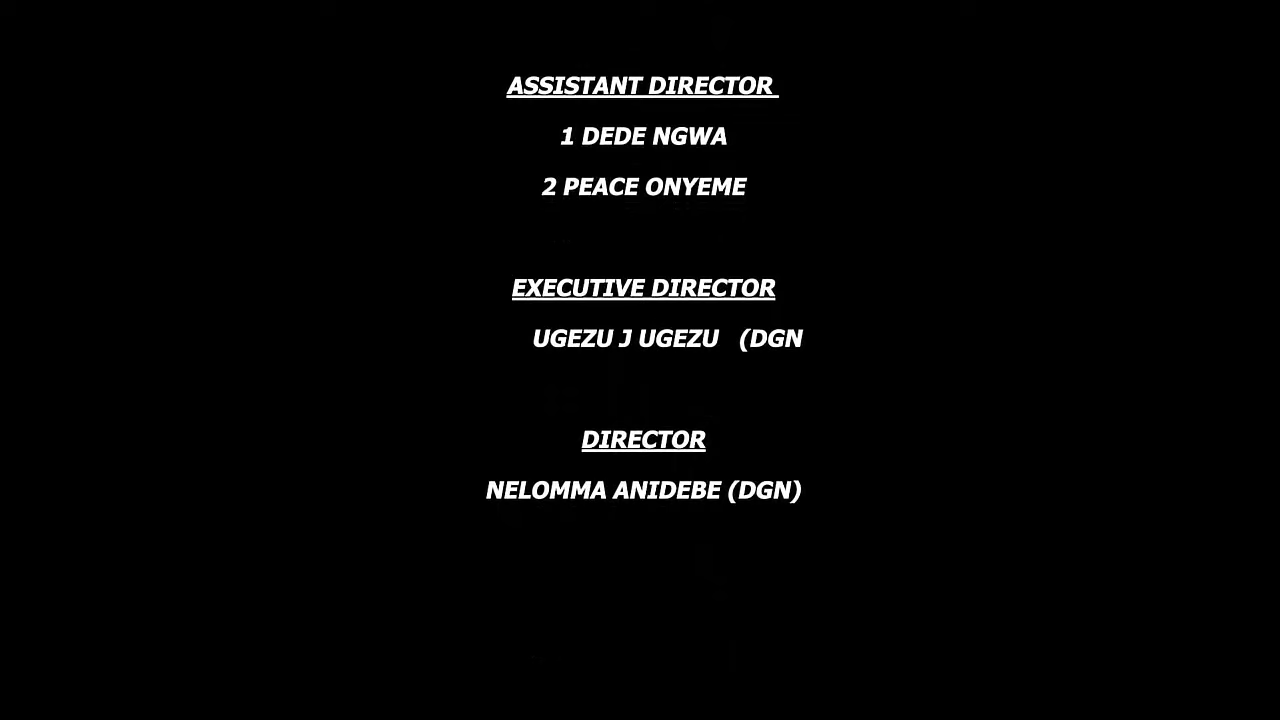 ASSISTANT DIRECTOR
1 DEDE NGWA
2 PEACE ONYEME
EXECUTIVE DIRECTOR
UGEZU J UGEZU (DGN
DIRECTOR
NELOMMA ANIDEBE (DGN)